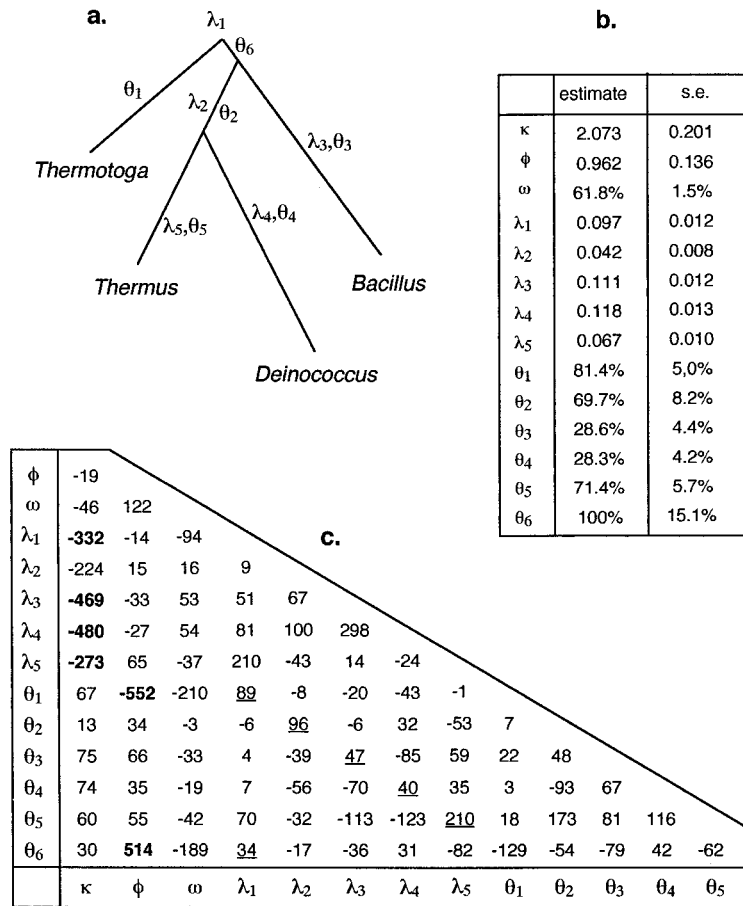 a.
λ1
θ6
θ1
λ2
θ2
λ3,θ3
Thermotoga
λ5,θ5
λ4,θ4
Thermus
Bacillus
Deinococcus
b.
estimate s.e.
κ 2.073 0.201
φ 0.962 0.136
ω 61.8% 1.5%
λ1 0.097 0.012
λ2 0.042 0.008
λ3 0.111 0.012
λ4 0.118 0.013
λ5 0.067 0.010
θ1 81.4% 5,0%
θ2 69.7% 8.2%
θ3 28.6% 4.4%
θ4 28.3% 4.2%
θ5 71.4% 5.7%
θ6 100% 15.1%
c.
φ -19
ω -46 122
λ1 -332 -14 -94
λ2 -224 15 16 9
λ3 -469 -33 53 51 67
λ4 -480 -27 54 81 100 298
λ5 -273 65 -37 210 -43 14 -24
θ1 67 -552 -210 89 -8 -20 -43 -1
θ2 13 34 -3 -6 96 -6 32 -53 7
θ3 75 66 -33 4 -39 47 -85 59 22 48
θ4 74 35 -19 7 -56 -70 40 35 3 -93 67
θ5 60 55 -42 70 -32 -113 -123 210 18 173 81 116
θ6 30 514 -189 34 -17 -36 31 -82 -129 -54 -79 42 -62
κ φ ω λ1 λ2 λ3 λ4 λ5 θ1 θ2 θ3 θ4 θ5